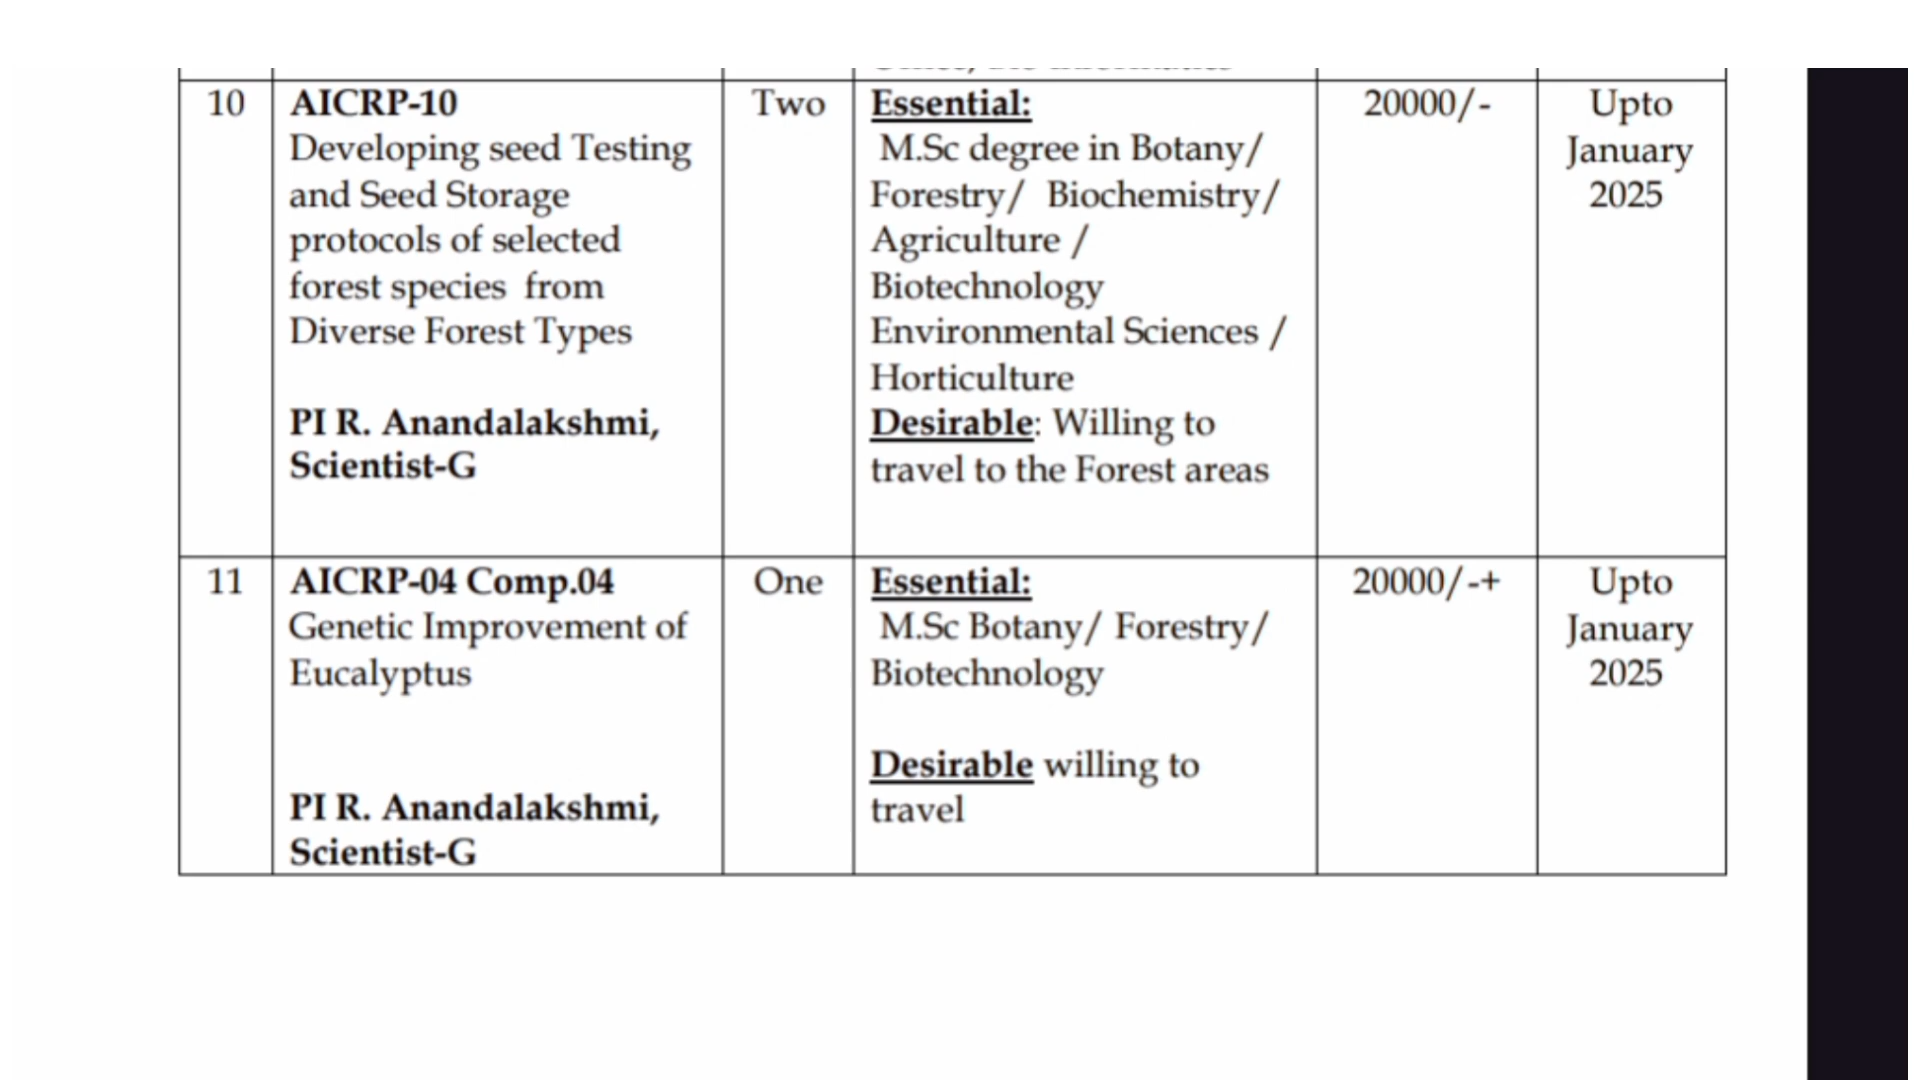 10
AICRP-10
Developing seed Testing
and Seed Storage
protocols of selected
forest species from
Diverse Forest Types
PI R. Anandalakshmi,
Scientist-G
Two
Essential:
M.Sc degree in Botany/
Forestry/ Biochemistry/
Agriculture /
Biotechnology
Environmental Sciences /
Horticulture
Desirable: Willing to
travel to the Forest areas
20000/-
Upto
January
2025
11
AICRP-04 Comp.04
Genetic Improvement of
Eucalyptus
PI R. Anandalakshmi,
Scientist-G
One
Essential:
M.Sc Botany/ Forestry/
Biotechnology
Desirable willing to
travel
20000/-+
Upto
January
2025